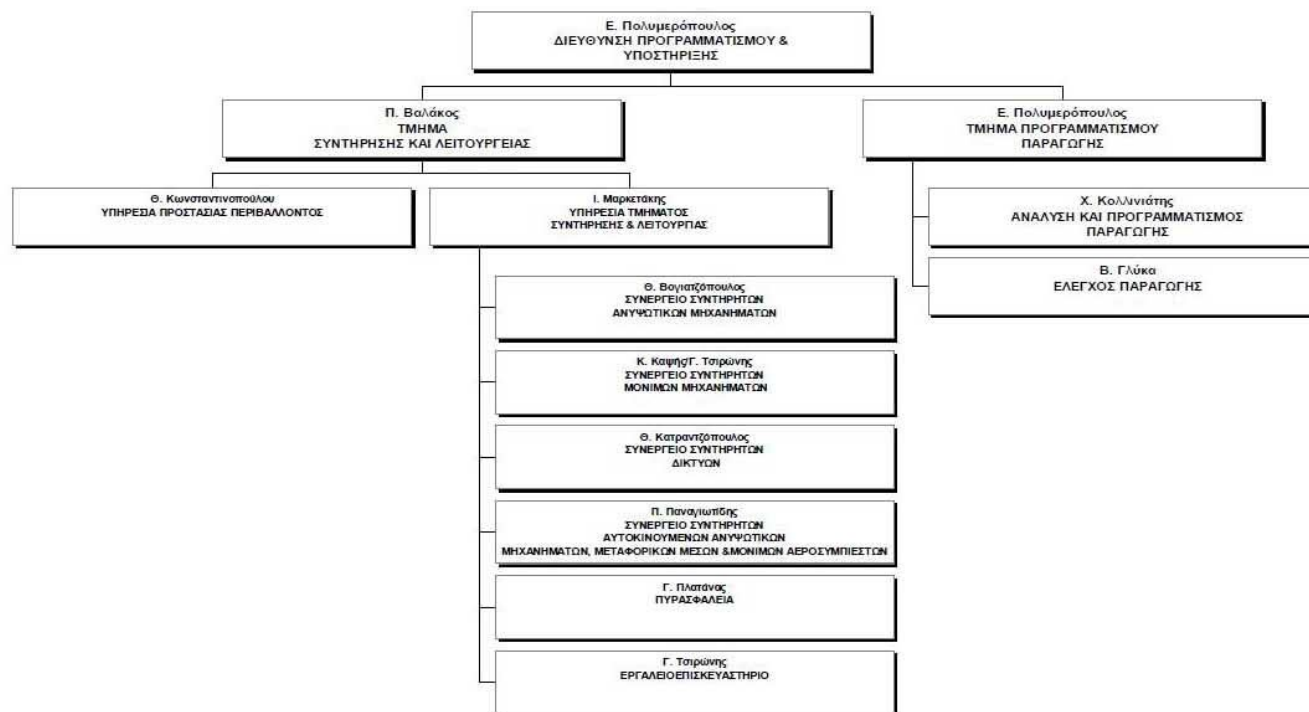 Ε. Πολυμερόπουλος
ΔΙΕΥΘΥΝΣΗ ΠΡΟΓΡΑΜΜΑΤΙΣΜΟΥ &
ΥΠΟΣΤΗΡΙΞΗΣ
Π. Βαλάκος
ΤΜΗΜΑ
ΣΥΝΤΗΡΗΣΗΣ ΚΑΙ ΛΕΙΤΟΥΡΓΕΙΑΣ
Ε. Πολυμερόπουλος
ΤΜΗΜΑ ΠΡΟΓΡΑΜΜΑΤΙΣΜΟΥ
ΠΑΡΑΓΩΓΗΣ
Θ. Κωνσταντινοπούλου
ΥΠΗΡΕΣΙΑ ΠΡΟΣΤΑΣΙΑΣ ΠΕΡΙΒΑΛΛΟΝΤΟΣ
Ι. Μαρκετάκης
ΥΠΗΡΕΣΙΑ ΤΜΗΜΑΤΟΣ
ΣΥΝΤΗΡΗΣΗΣ & ΛΕΙΤΟΥΡΓΙΑΣ
Χ. Κολλινιάτης
ΑΝΑΛΥΣΗ ΚΑΙ ΠΡΟΓΡΑΜΜΑΤΙΣΜΟΣ
ΠΑΡΑΓΩΓΗΣ
Β. Γλύκα
ΕΛΕΓΧΟΣ ΠΑΡΑΓΩΓΗΣ
Θ. Βογιατζόπουλος
ΣΥΝΕΡΓΕΙΟ ΣΥΝΤΗΡΗΤΩΝ
ΑΝΥΨΩΤΙΚΩΝ ΜΗΧΑΝΗΜΑΤΩΝ
Κ. Καψής/Γ. Τσιρώνης
ΣΥΝΕΡΓΕΙΟ ΣΥΝΤΗΡΗΤΩΝ
ΜΟΝΙΜΩΝ ΜΗΧΑΝΗΜΑΤΩΝ
Θ. Κατραντζόπουλος
ΣΥΝΕΡΓΕΙΟ ΣΥΝΤΗΡΗΤΩΝ
ΔΙΚΤΥΩΝ
Π. Παναγιωτίδης
ΣΥΝΕΡΓΕΙΟ ΣΥΝΤΗΡΗΤΩΝ
ΑΥΤΟΚΙΝΟΥΜΕΝΩΝ ΑΝΥΨΩΤΙΚΩΝ
ΜΗΧΑΝΗΜΑΤΩΝ, ΜΕΤΑΦΟΡΙΚΩΝ ΜΕΣΩΝ &ΜΟΝΙΜΩΝ ΑΕΡΟΣΥΜΠΙΕΣΤΩΝ
Γ. Πλατάνας
ΠΥΡΑΣΦΑΛΕΙΑ
Γ. Τσιρώνης
ΕΡΓΑΛΕΙΟΕΠΙΣΚΕΥΑΣΤΗΡΙΟ